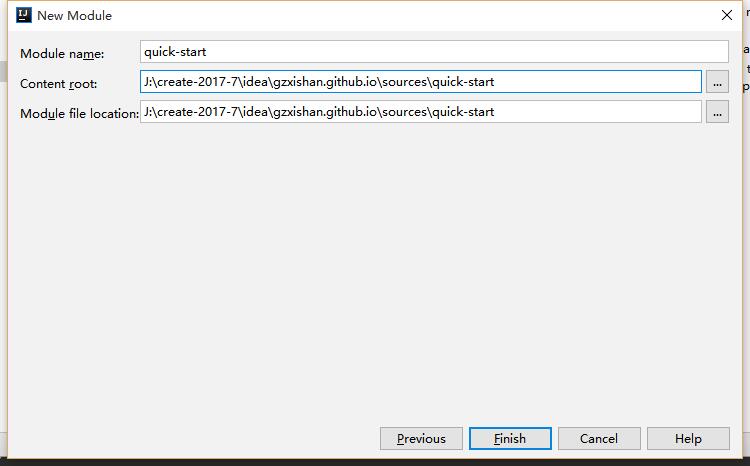 IJ New Module
Module name: quick-start
Content root: J:\create-2017-7\idea\gzxishan.github.io\sources\quick-start ...
Module file location: J:\create-2017-7\idea\gzxishan.github.io\sources\quick-start ...
Previous Finish Cancel Help